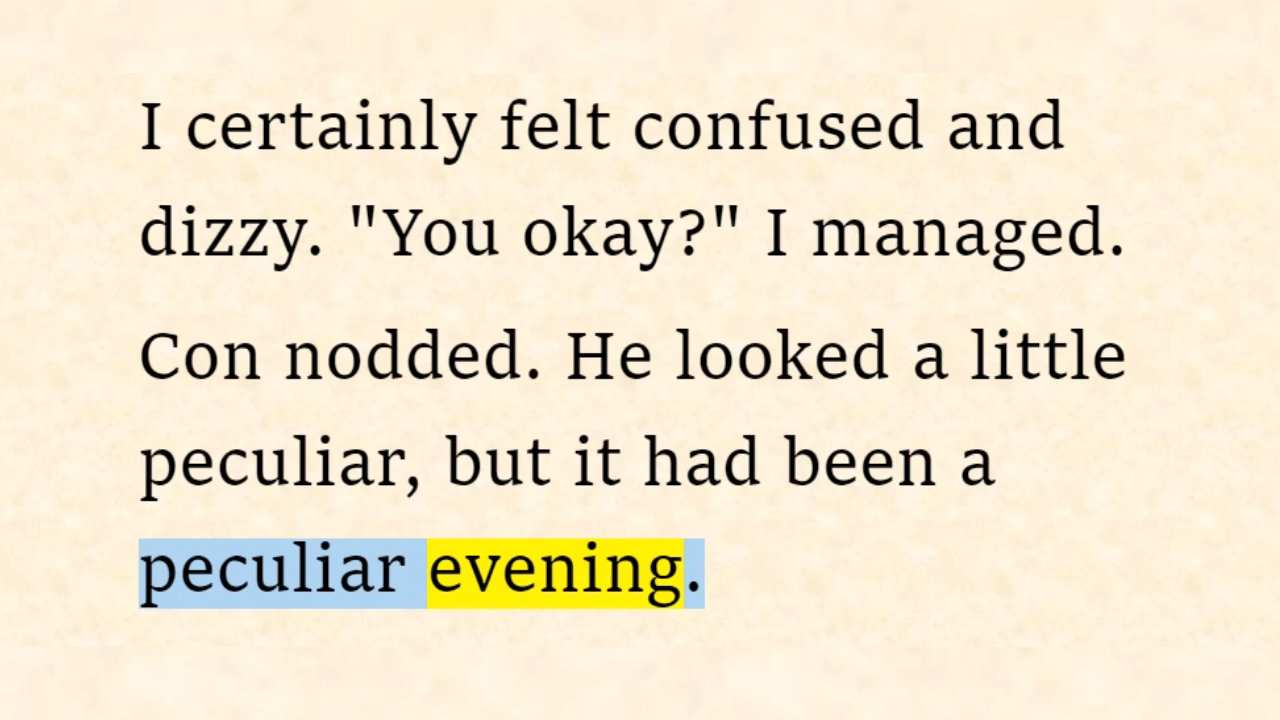 I certainly felt confused and
dizzy. "You okay?" I managed.
Con nodded. He looked a little
peculiar, but it had been a
peculiar evening.